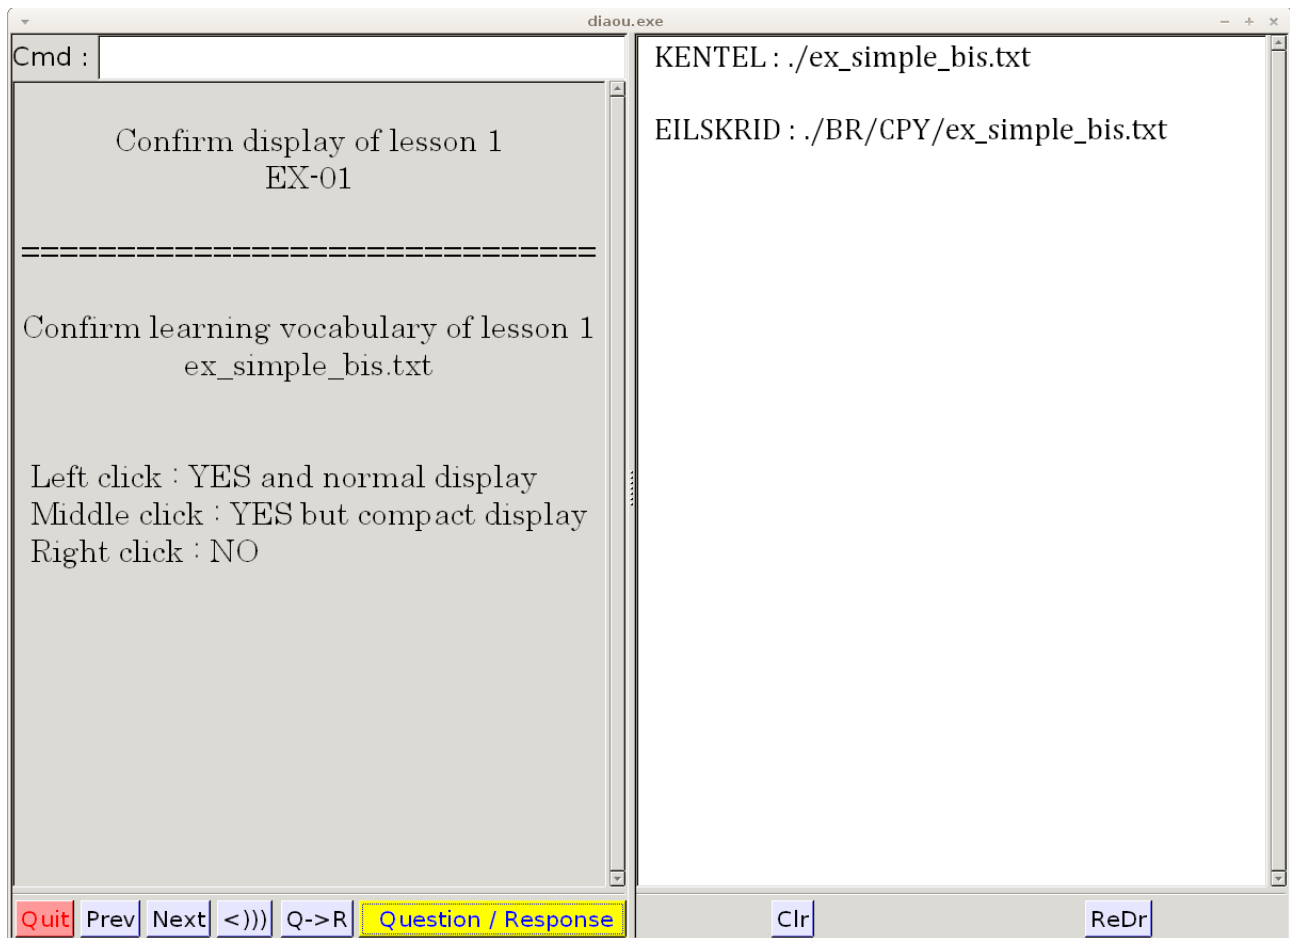 diaou.exe
Cmd :
Confirm display of lesson 1
EX-01
==============================
Confirm learning vocabulary of lesson 1
ex_simple_bis.txt
Left click : YES and normal display
Middle click : YES but compact display
Right click : NO
KENTEL : ./ex_simple_bis.txt
EILSKRID : ./BR/CPY/ex_simple_bis.txt
Quit Prev Next <))) Q->R Question / Response Clr ReDr